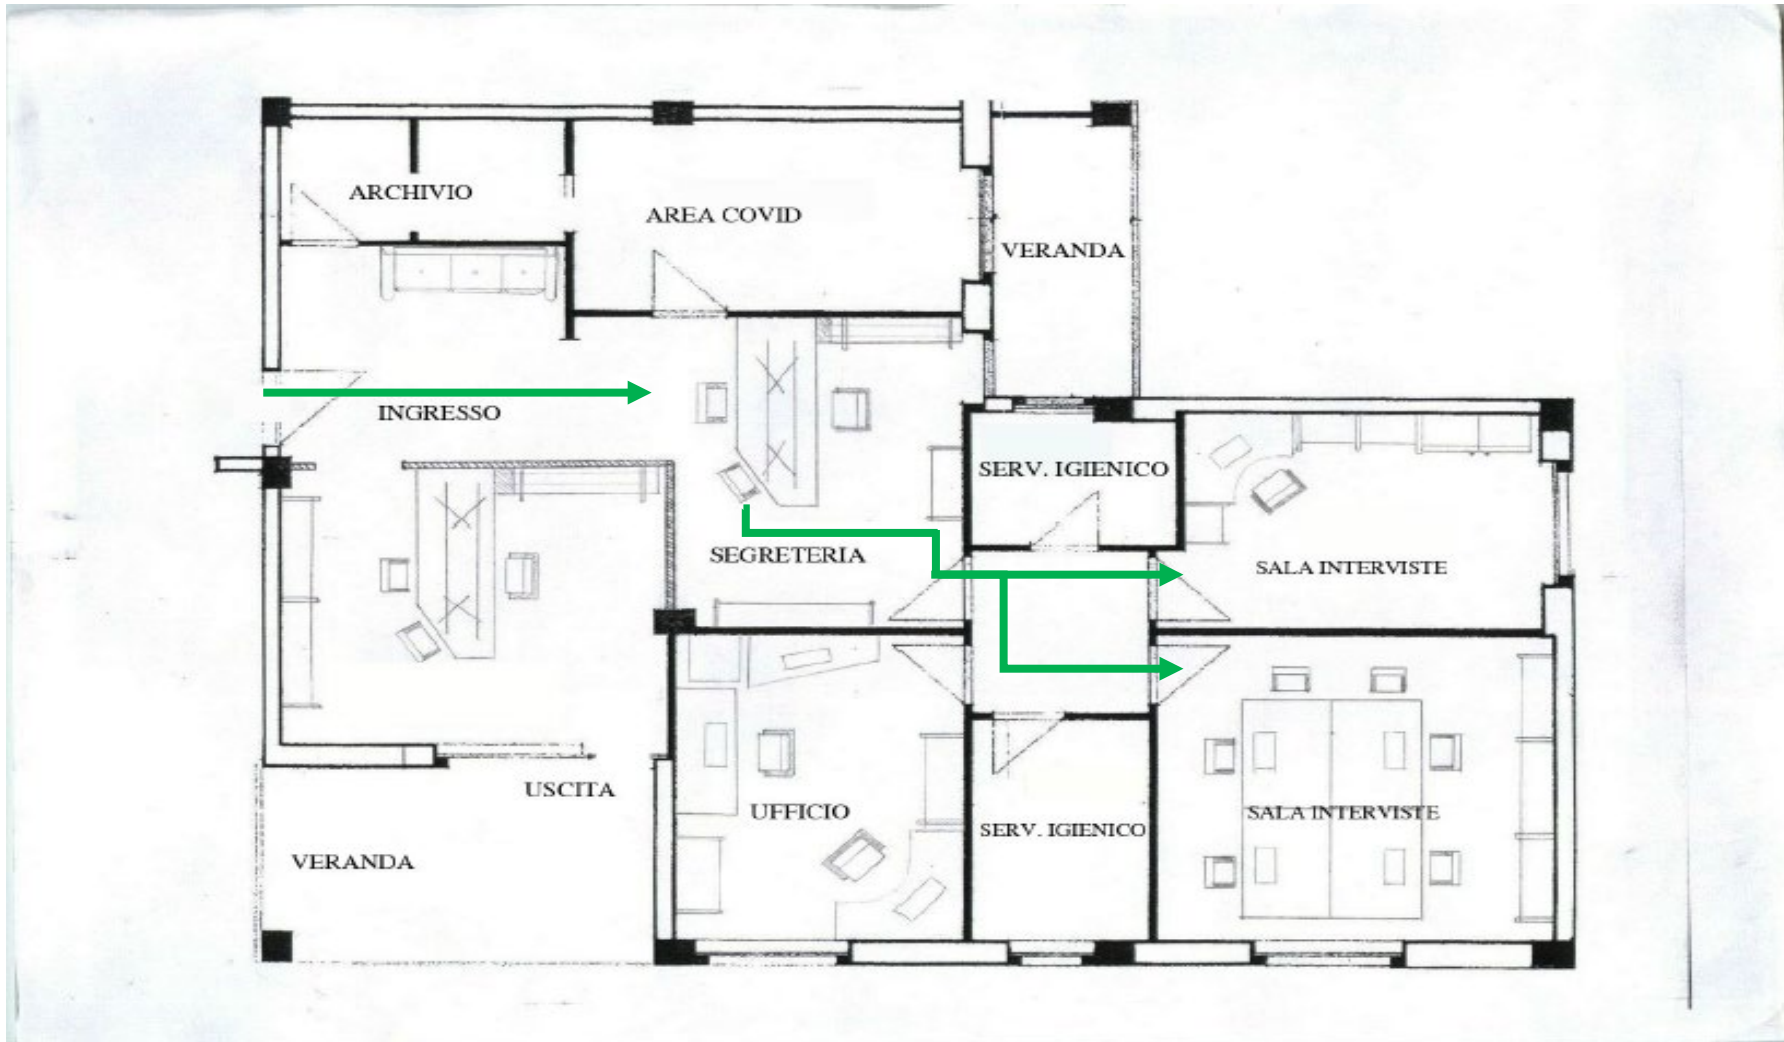 ARCHIVIO
AREA COVID
VERANDA
INGRESSO
SERV. IGIENICO
SEGRETERIA
SALA INTERVISTE
USCITA
UFFICIO
SERV. IGIENICO
SALA INTERVISTE
VERANDA